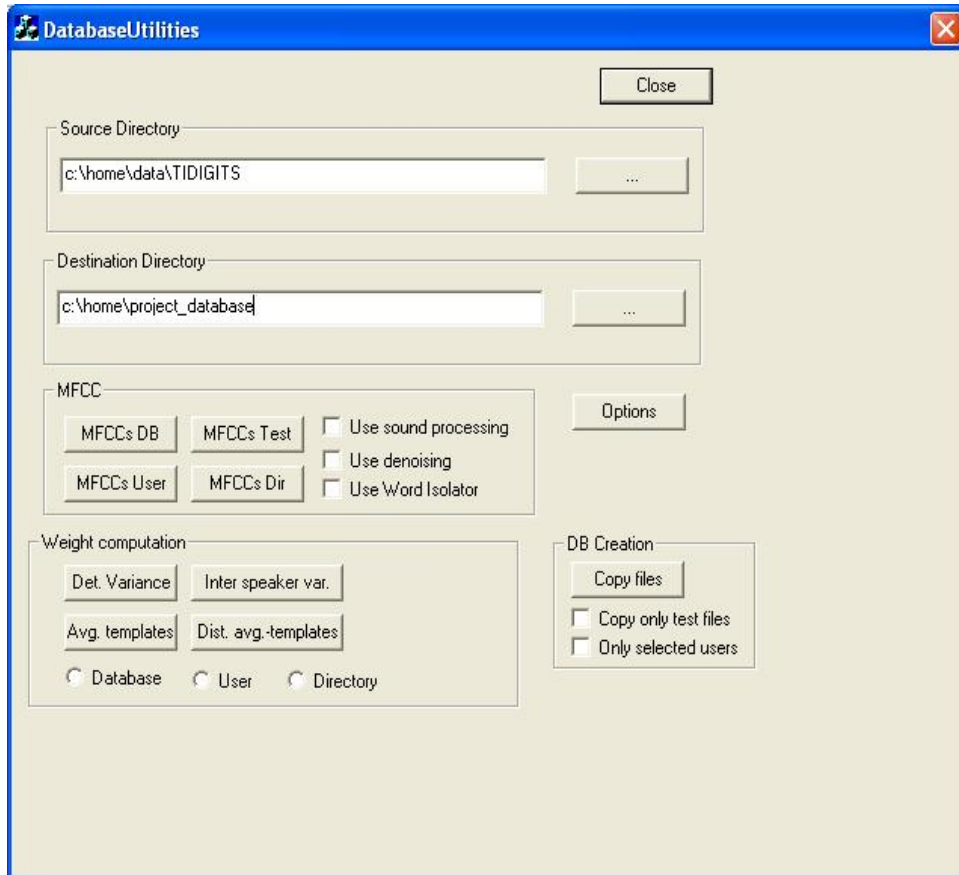 DatabaseUtilities
Close
Source Directory
c:\home\data\TIDIGITS
...
Destination Directory
c:\home\project_database
...
MFCC
MFCCs DB
MFCCs Test
Use sound processing
Use denoising
MFCCs User
MFCCs Dir
Use Word Isolator
Options
Weight computation
Det. Variance
Inter speaker var.
Avg. templates
Dist. avg.-templates
Database
User
Directory
DB Creation
Copy files
Copy only test files
Only selected users